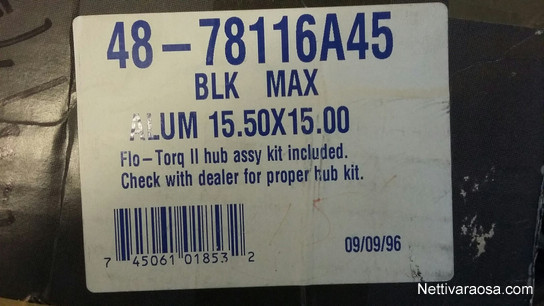 48-78116A45
BLK MAX
ALUM 15.50X15.00
Flo-Torq II hub assy kit included.
Check with dealer for proper hub kit.
7 45061 01853 2
09/09/96
Nettivaraosa.com